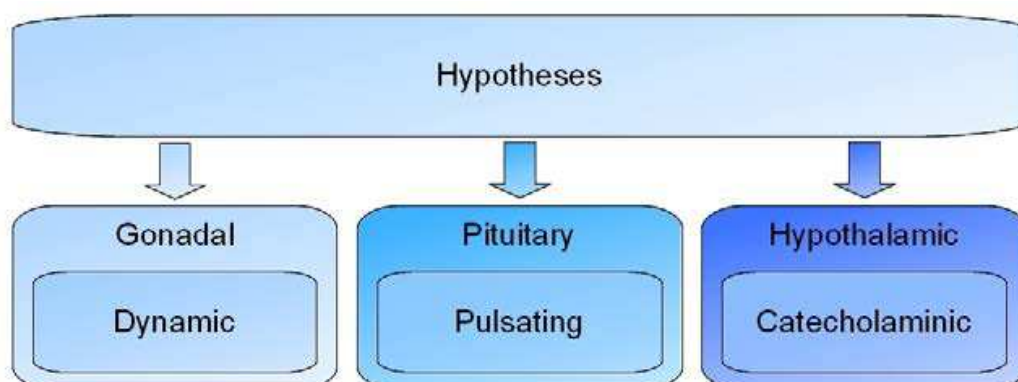 Hypotheses
Gonadal
Pituitary
Hypothalamic
Dynamic
Pulsating
Catecholaminic